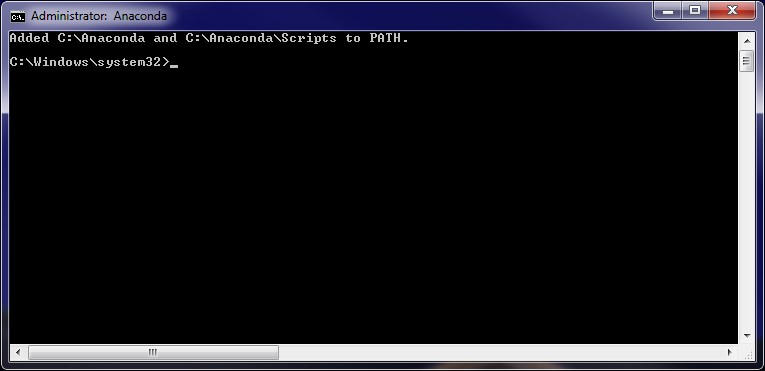 Administrator: Anaconda
Added C:\Anaconda and C:\Anaconda\Scripts to PATH.
C:\Windows\system32>_